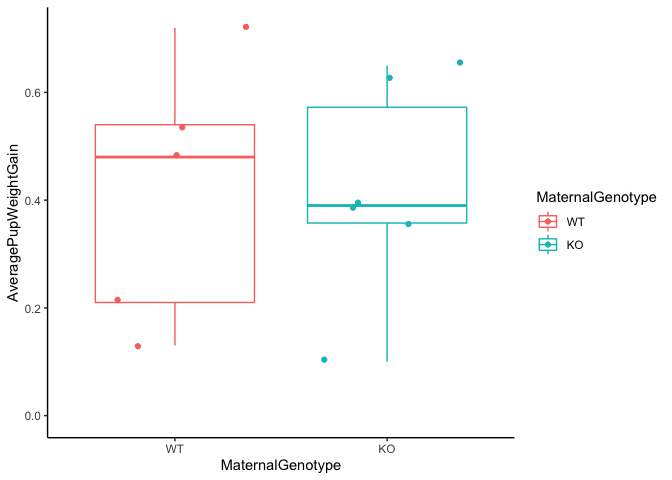 AveragePupWeightGain
0.6
0.4
0.2
0.0
WT
KO
MaternalGenotype
MaternalGenotype
WT
KO